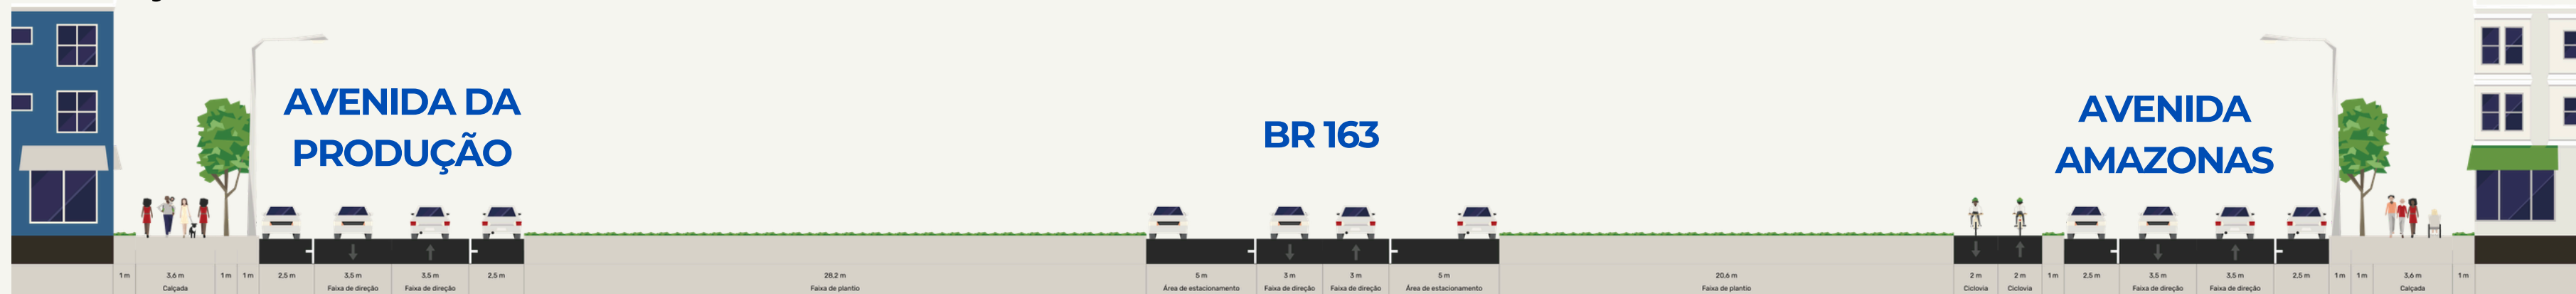 AVENIDA DA
PRODUÇÃO
BR 163
AVENIDA
AMAZONAS
1 m 3,6 m 1 m 1 m 2,5 m 3,5 m 3,5 m 2,5 m 28,2 m 5 m 3 m 3 m 5 m 20,6 m 2 m 2 m 1 m 2,5 m 3,5 m 3,5 m 2,5 m 1 m 1 m 3,6 m 1 m
Calçada Faixa de direção Faixa de direção Faixa de plantio Área de estacionamento Faixa de direção Faixa de direção Área de estacionamento Faixa de plantio Ciclovia Ciclovia Faixa de direção Faixa de direção Calçada